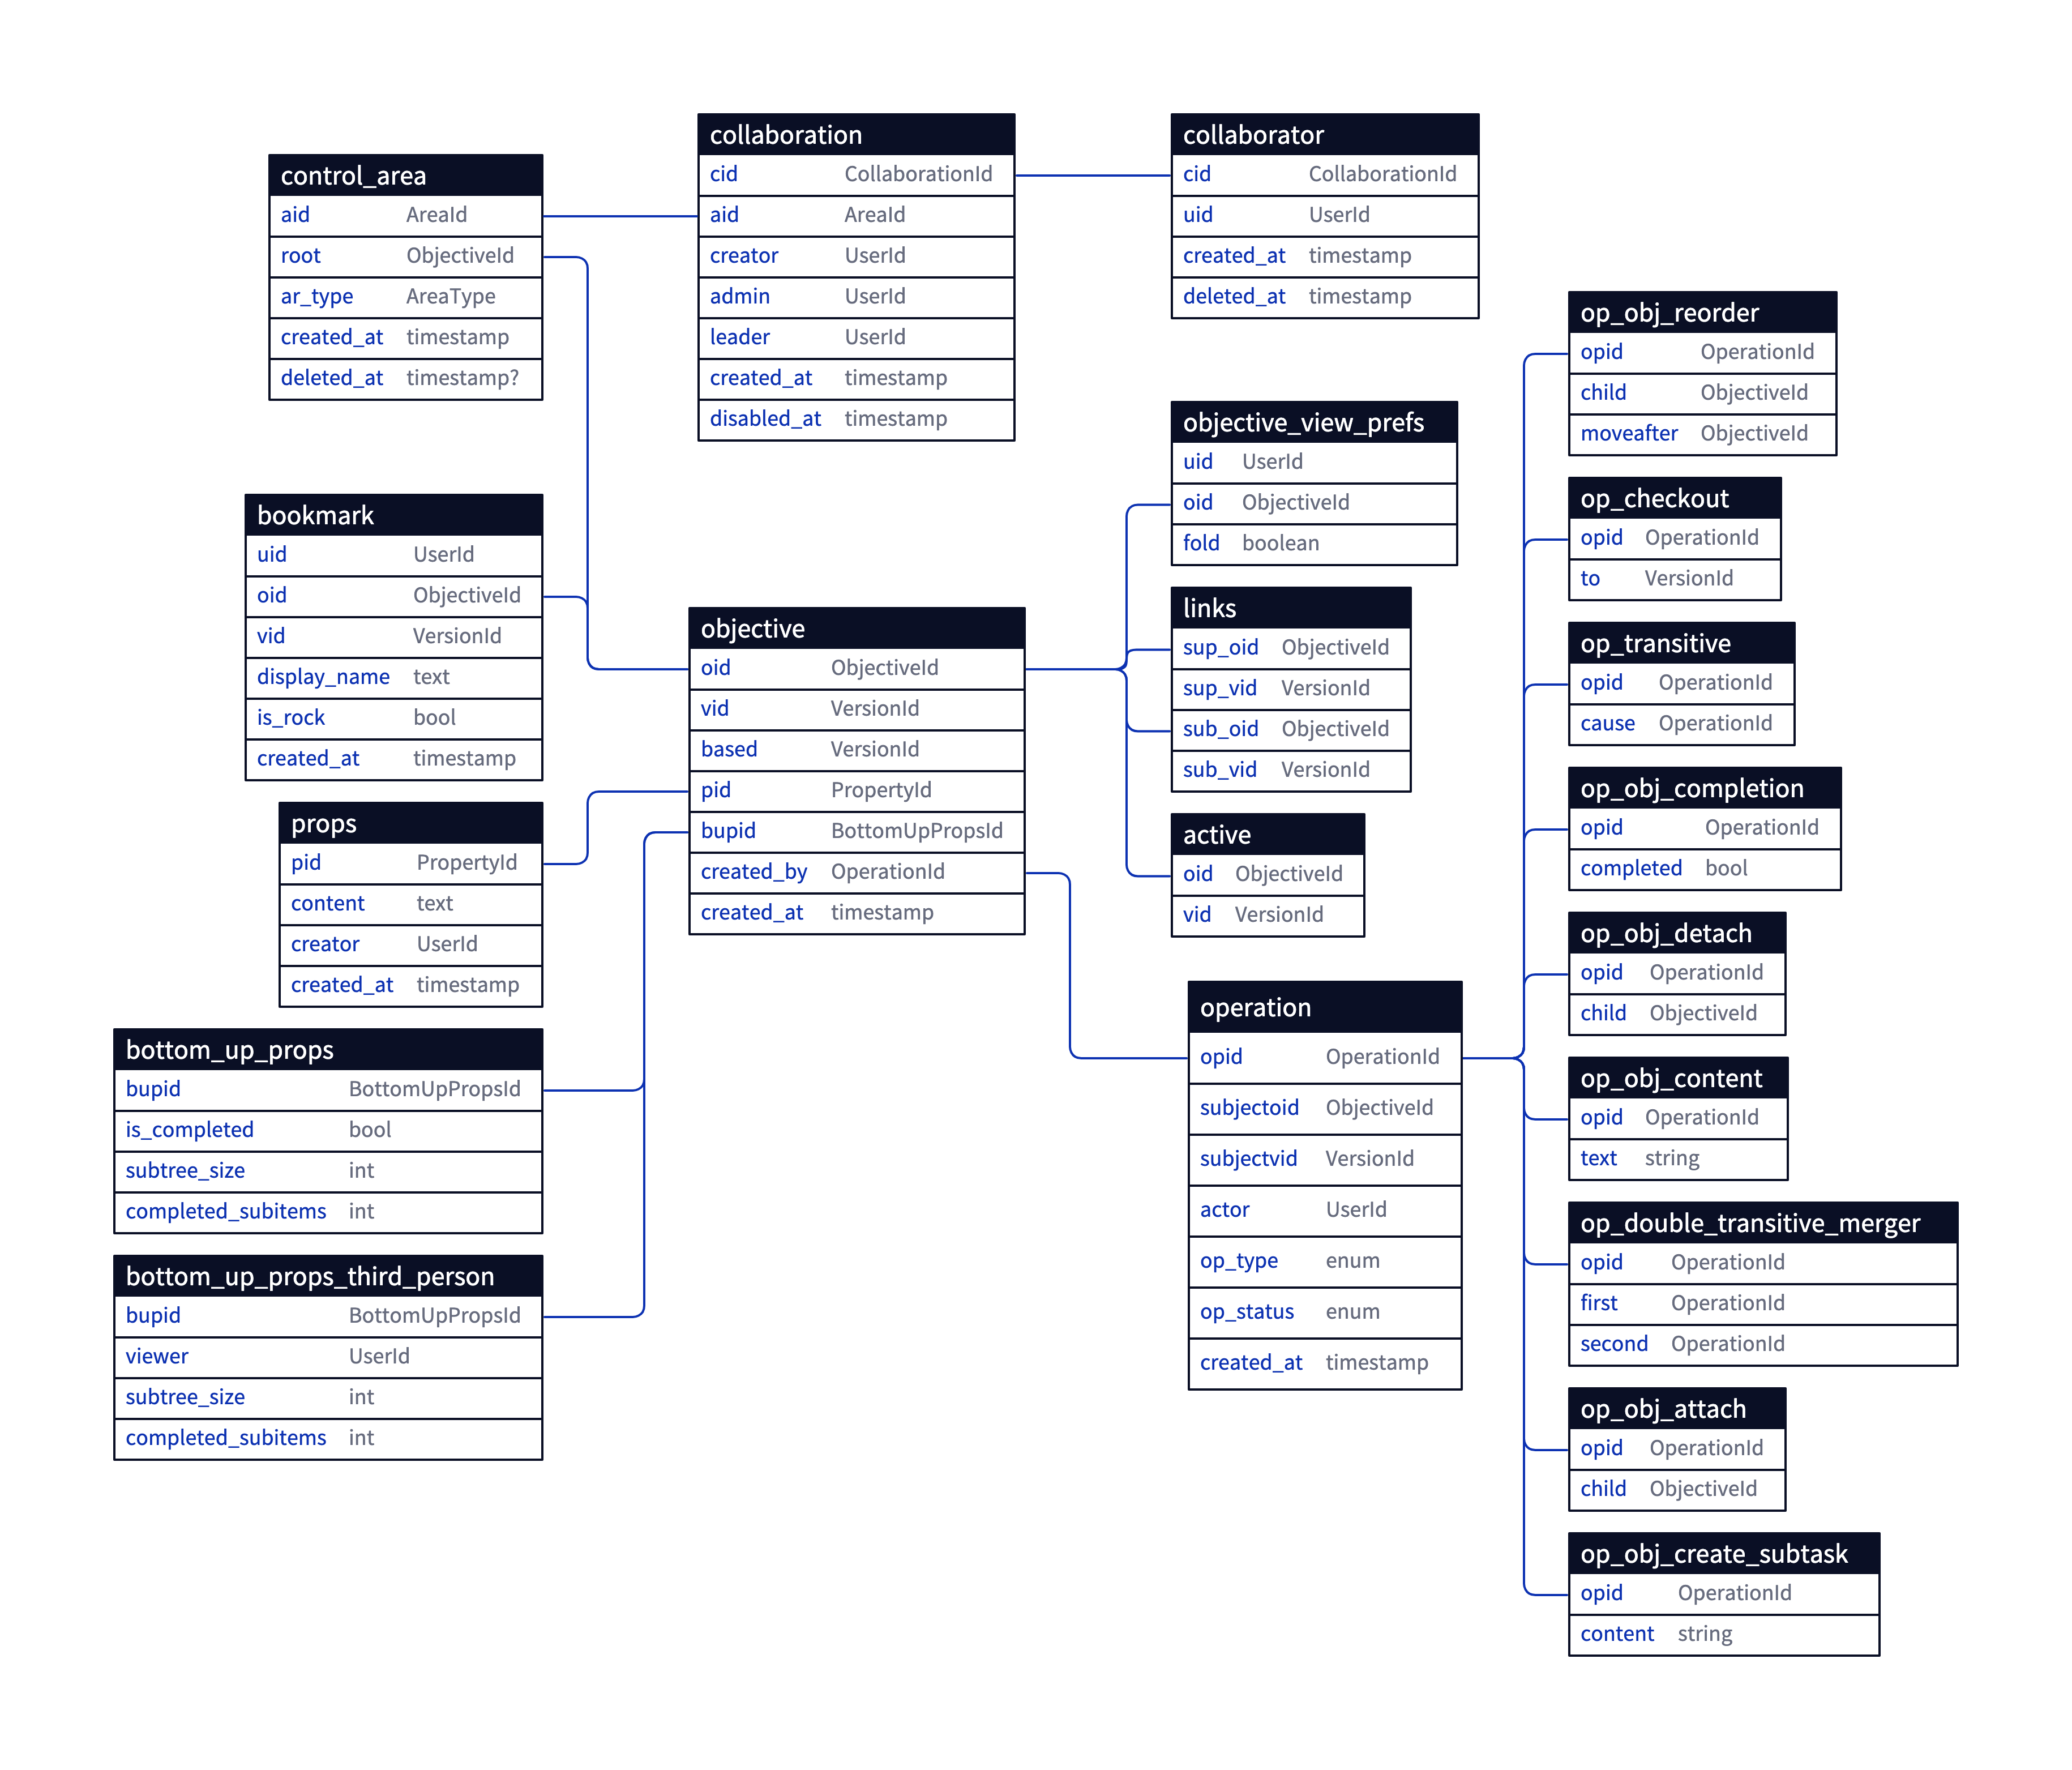 control_area
aid AreaId
root ObjectiveId
ar_type AreaType
created_at timestamp
deleted_at timestamp?
collaboration
cid CollaborationId
aid AreaId
creator UserId
admin UserId
leader UserId
created_at timestamp
disabled_at timestamp
collaborator
cid CollaborationId
uid UserId
created_at timestamp
deleted_at timestamp
bookmark
uid UserId
oid ObjectiveId
vid VersionId
display_name text
is_rock bool
created_at timestamp
props
pid PropertyId
content text
creator UserId
created_at timestamp
bottom_up_props
bupid BottomUpPropsId
is_completed bool
subtree_size int
completed_subitems int
bottom_up_props_third_person
bupid BottomUpPropsId
viewer UserId
subtree_size int
completed_subitems int
objective
oid ObjectiveId
vid VersionId
based VersionId
pid PropertyId
bupid BottomUpPropsId
created_by OperationId
created_at timestamp
objective_view_prefs
uid UserId
oid ObjectiveId
fold boolean
links
sup_oid ObjectiveId
sup_vid VersionId
sub_oid ObjectiveId
sub_vid VersionId
active
oid ObjectiveId
vid VersionId
operation
opid OperationId
subjectoid ObjectiveId
subjectvid VersionId
actor UserId
op_type enum
op_status enum
created_at timestamp
op_obj_reorder
opid OperationId
child ObjectiveId
moveafter ObjectiveId
op_checkout
opid OperationId
to VersionId
op_transitive
opid OperationId
cause OperationId
op_obj_completion
opid OperationId
completed bool
op_obj_detach
opid OperationId
child ObjectiveId
op_obj_content
opid OperationId
text string
op_double_transitive_merger
opid OperationId
first OperationId
second OperationId
op_obj_attach
opid OperationId
child ObjectiveId
op_obj_create_subtask
opid OperationId
content string